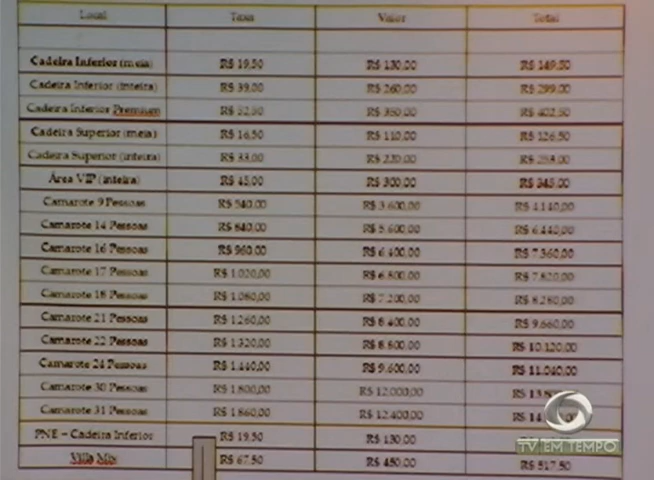 Local Taxa Valor Total
Cadeira Inferior (meia) R$ 19,50 R$ 130,00 R$ 149,50
Cadeira Inferior (inteira) R$ 39,00 R$ 260,00 R$ 299,00
Cadeira Inferior Premium R$ 52,50 R$ 350,00 R$ 402,50
Cadeira Superior (meia) R$ 16,50 R$ 110,00 R$ 126,50
Cadeira Superior (inteira) R$ 33,00 R$ 220,00 R$ 253,00
Área VIP (inteira) R$ 45,00 R$ 300,00 R$ 345,00
Camarote 9 Pessoas R$ 540,00 R$ 3.600,00 R$ 4.140,00
Camarote 14 Pessoas R$ 840,00 R$ 5.600,00 R$ 6.440,00
Camarote 16 Pessoas R$ 960,00 R$ 6.400,00 R$ 7.360,00
Camarote 17 Pessoas R$ 1.020,00 R$ 6.800,00 R$ 7.820,00
Camarote 18 Pessoas R$ 1.080,00 R$ 7.200,00 R$ 8.280,00
Camarote 21 Pessoas R$ 1.260,00 R$ 8.400,00 R$ 9.660,00
Camarote 22 Pessoas R$ 1.320,00 R$ 8.800,00 R$ 10.120,00
Camarote 24 Pessoas R$ 1.440,00 R$ 9.600,00 R$ 11.040,00
Camarote 30 Pessoas R$ 1.800,00 R$ 12.000,00 R$
Camarote 31 Pessoas R$ 1.860,00 R$ 12.400,00 R$
PNE – Cadeira Inferior R$ 19,50 R$ 130,00
Villa Mix R$ 67,50 R$ 450,00 R$ 517,50
TV EM TEMPO